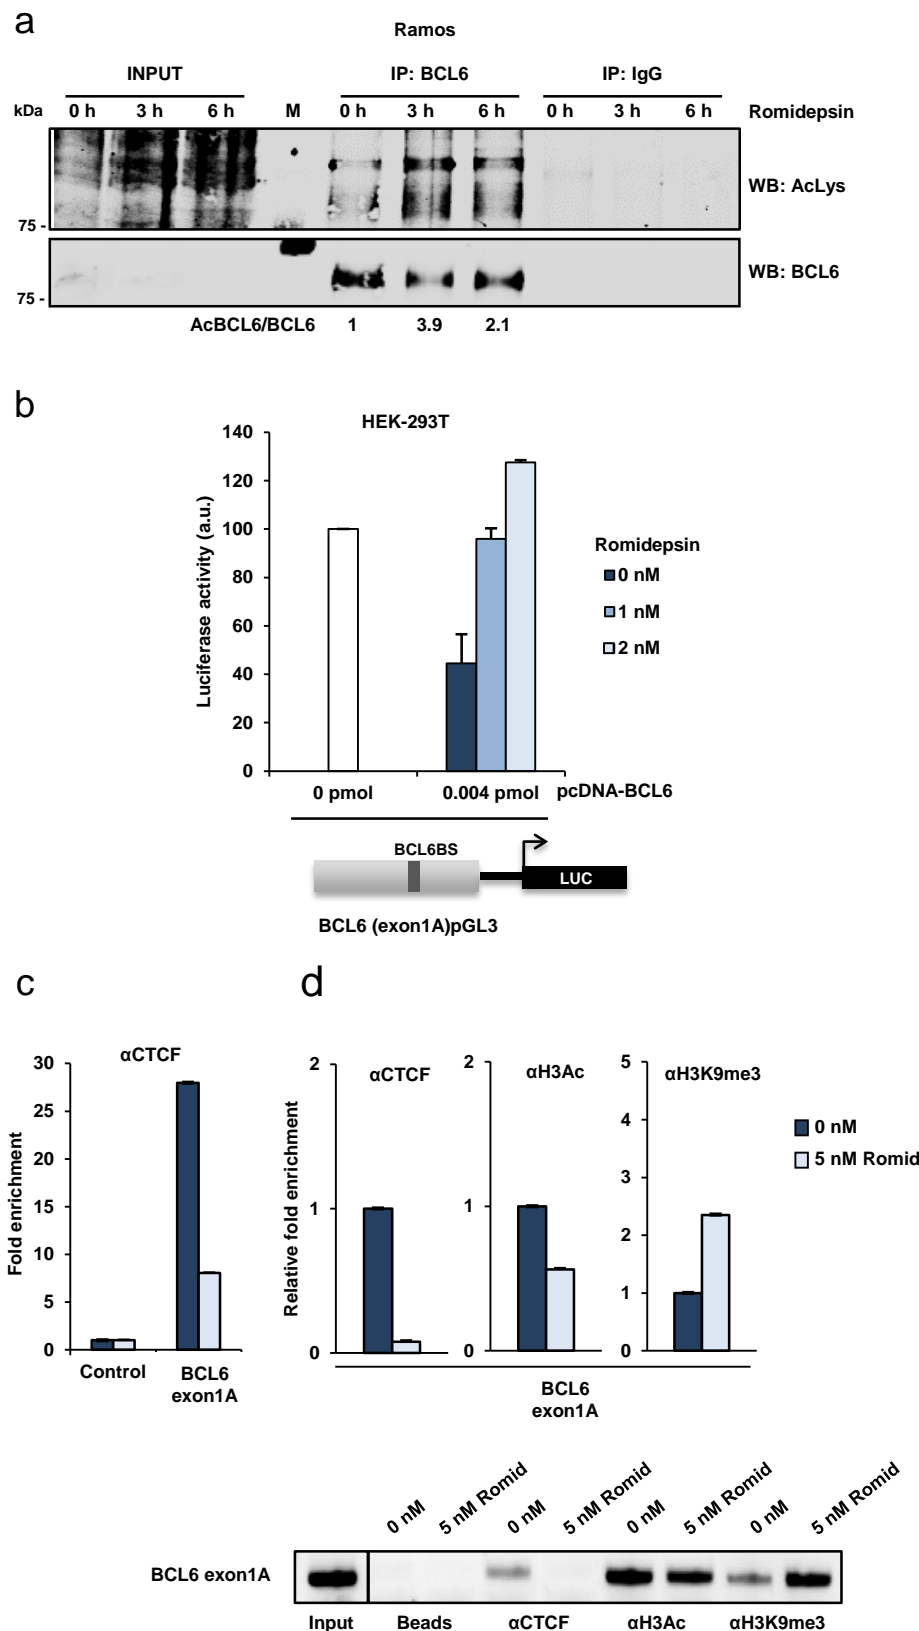 a
Ramos
INPUT IP: BCL6 IP: IgG
kDa 0 h 3 h 6 h M 0 h 3 h 6 h 0 h 3 h 6 h Romidepsin
WB: AcLys
75 -
WB: BCL6
75 -
AcBCL6/BCL6 1 3.9 2.1
b
HEK-293T
Luciferase activity (a.u.)
140
120
100
80
60
40
20
0
Romidepsin
0 nM
1 nM
2 nM
0 pmol 0.004 pmol pcDNA-BCL6
BCL6BS
LUC
BCL6 (exon1A)pGL3
c
αCTCF
Fold enrichment
30
25
20
10
5
0
Control BCL6
exon1A
d
Relative fold enrichment
αCTCF
2
1
0
αH3Ac
2
1
0
αH3K9me3
5
4
3
2
1
0
0 nM
5 nM Romid
BCL6
exon1A
0 nM 5 nM Romid 0 nM 5 nM Romid 0 nM 5 nM Romid 0 nM 5 nM Romid
BCL6 exon1A
Input Beads αCTCF αH3Ac αH3K9me3